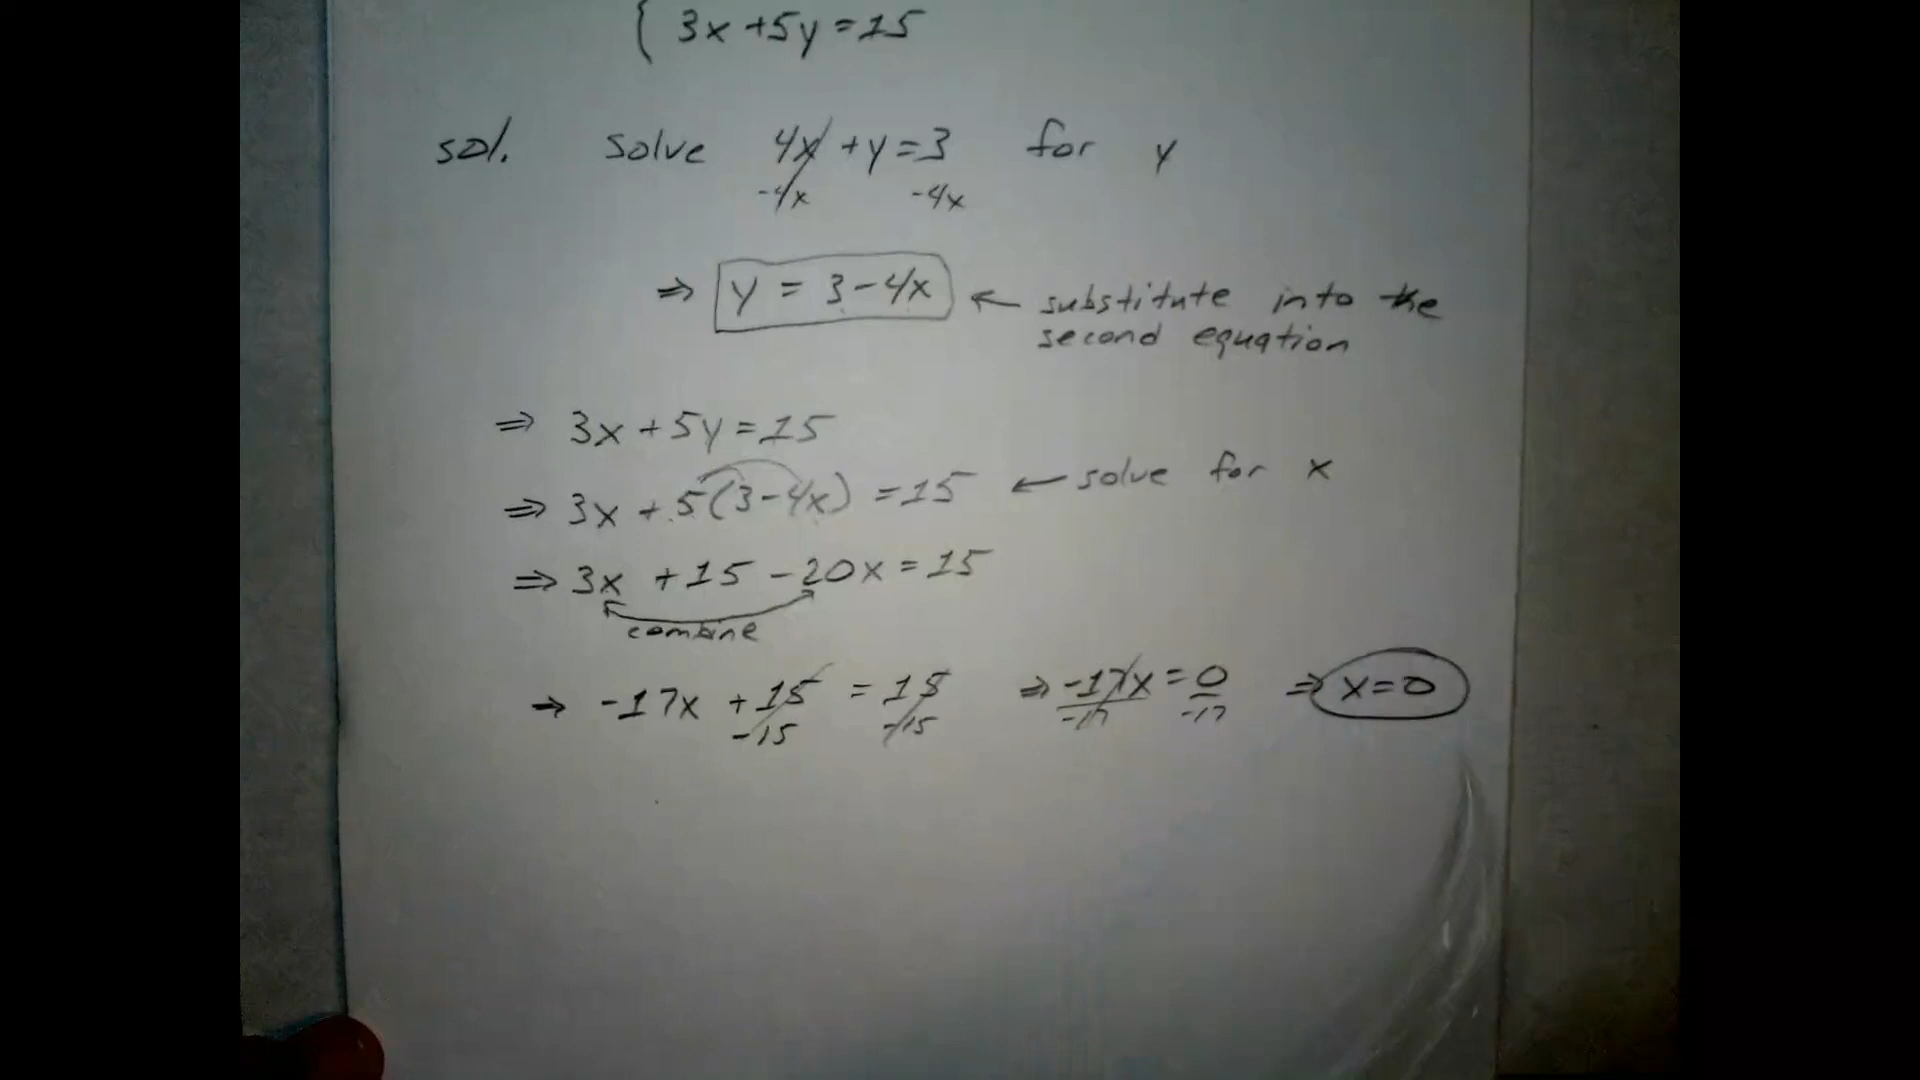 { 3x+5y=15
sol. solve 4x+y=3 for y
-4x -4x
⇒ y = 3-4x ← substitute into the
second equation
⇒ 3x+5y=15
⇒ 3x+5(3-4x)=15 ← solve for x
⇒ 3x +15 -20x=15
combine
⇒ -17x +15 = 15 ⇒ -17x=0 ⇒ x=0
-15 -15 -17 -17